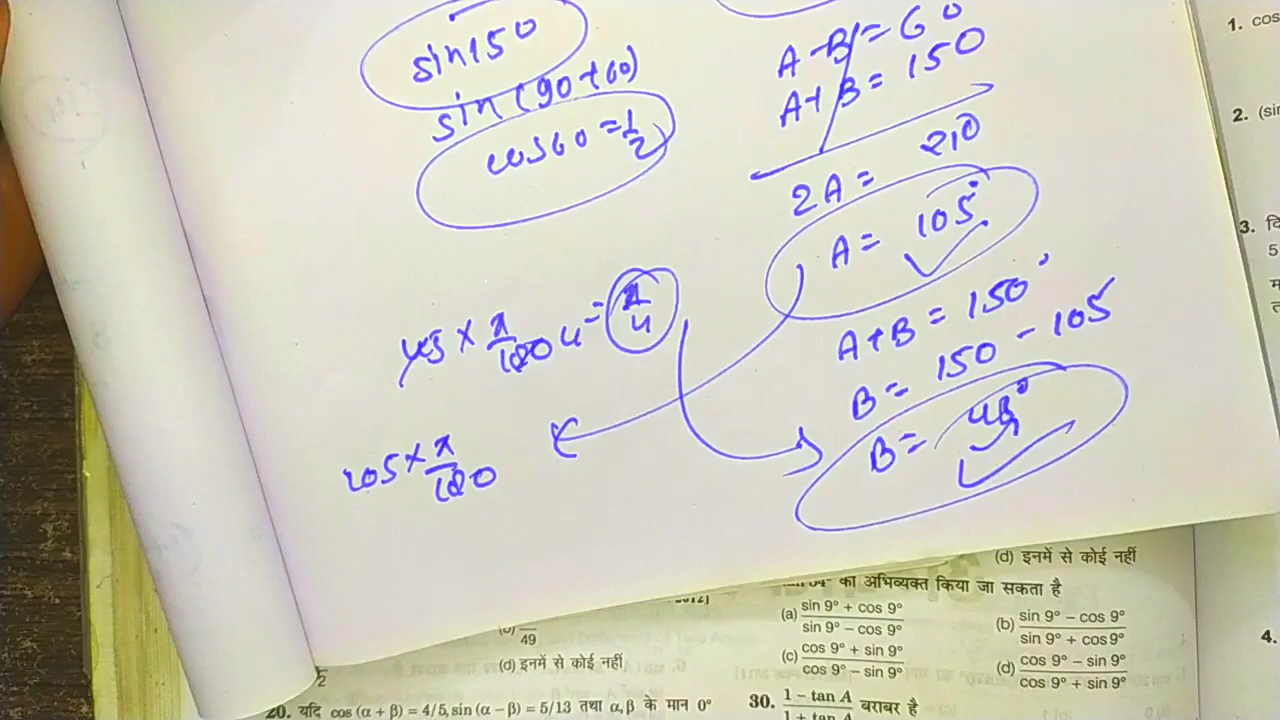 sin150
sin(90+60)
cos60 = 1/2
A-B = 60
A+B = 150
2A = 210
A = 105°
45 × π/180 4 = π/4
A+B = 150°
B = 150 - 105
B = 45°
105 × π/180
1. cos
2. (sin
3.
5
4.
(d) इनमें से कोई नहीं
का अभिव्यक्त किया जा सकता है
(a) sin 9° + cos 9° / sin 9° − cos 9°
(b) sin 9° − cos 9° / sin 9° + cos 9°
(c) cos 9° + sin 9° / cos 9° − sin 9°
(d) cos 9° − sin 9° / cos 9° + sin 9°
49
(d) इनमें से कोई नहीं
20. यदि cos (α + β) = 4/5, sin (α − β) = 5/13 तथा α, β के मान 0°
30. 1 − tan A / 1 + tan A बराबर है